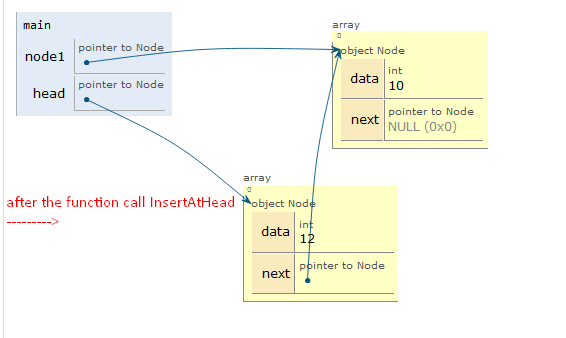 main
node1 pointer to Node
head pointer to Node
array
0
object Node
data int
10
next pointer to Node
NULL (0x0)
after the function call InsertAtHead
--------->
array
0
object Node
data int
12
next pointer to Node